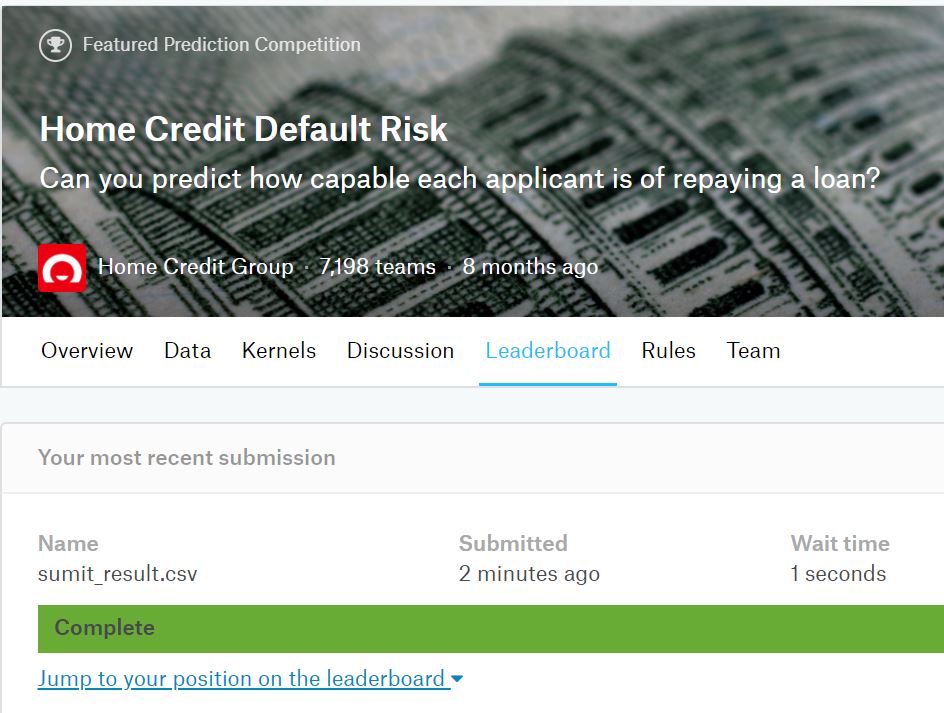 Featured Prediction Competition
Home Credit Default Risk
Can you predict how capable each applicant is of repaying a loan?
Home Credit Group · 7,198 teams · 8 months ago
Overview Data Kernels Discussion Leaderboard Rules Team
Your most recent submission
Name Submitted Wait time
sumit_result.csv 2 minutes ago 1 seconds
Complete
Jump to your position on the leaderboard